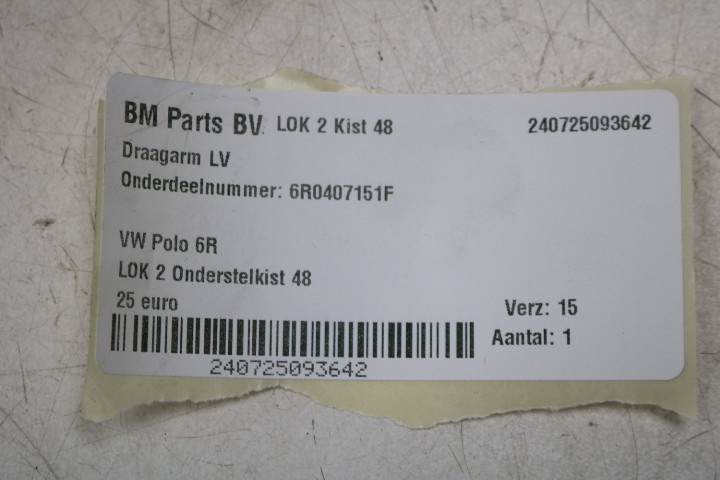 BM Parts BV. LOK 2 Kist 48 240725093642
Draagarm LV
Onderdeelnummer: 6R0407151F
VW Polo 6R
LOK 2 Onderstelkist 48
25 euro
Verz: 15
Aantal: 1
240725093642